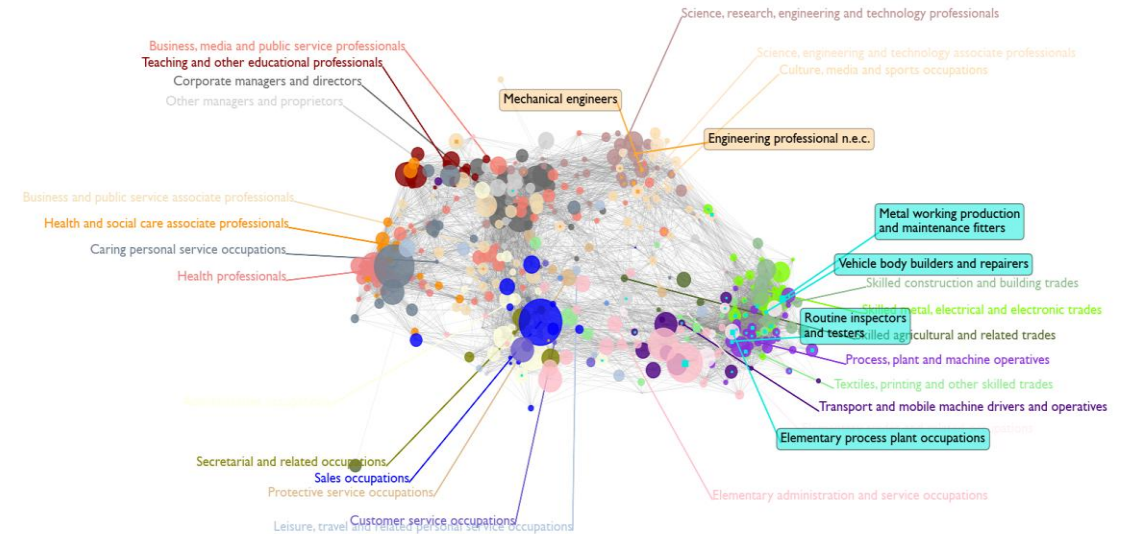 Science, research, engineering and technology professionals
Business, media and public service professionals
Science, engineering and technology associate professionals
Teaching and other educational professionals
Culture, media and sports occupations
Corporate managers and directors
Other managers and proprietors
Mechanical engineers
Engineering professional n.e.c.
Business and public service associate professionals
Metal working production
and maintenance fitters
Health and social care associate professionals
Caring personal service occupations
Vehicle body builders and repairers
Health professionals
Skilled construction and building trades
Skilled metal, electrical and electronic trades
Routine inspectors
and testers
Skilled agricultural and related trades
Process, plant and machine operatives
Textiles, printing and other skilled trades
Transport and mobile machine drivers and operatives
Elementary process plant occupations
Secretarial and related occupations
Sales occupations
Protective service occupations
Elementary administration and service occupations
Customer service occupations
Leisure, travel and related personal service occupations